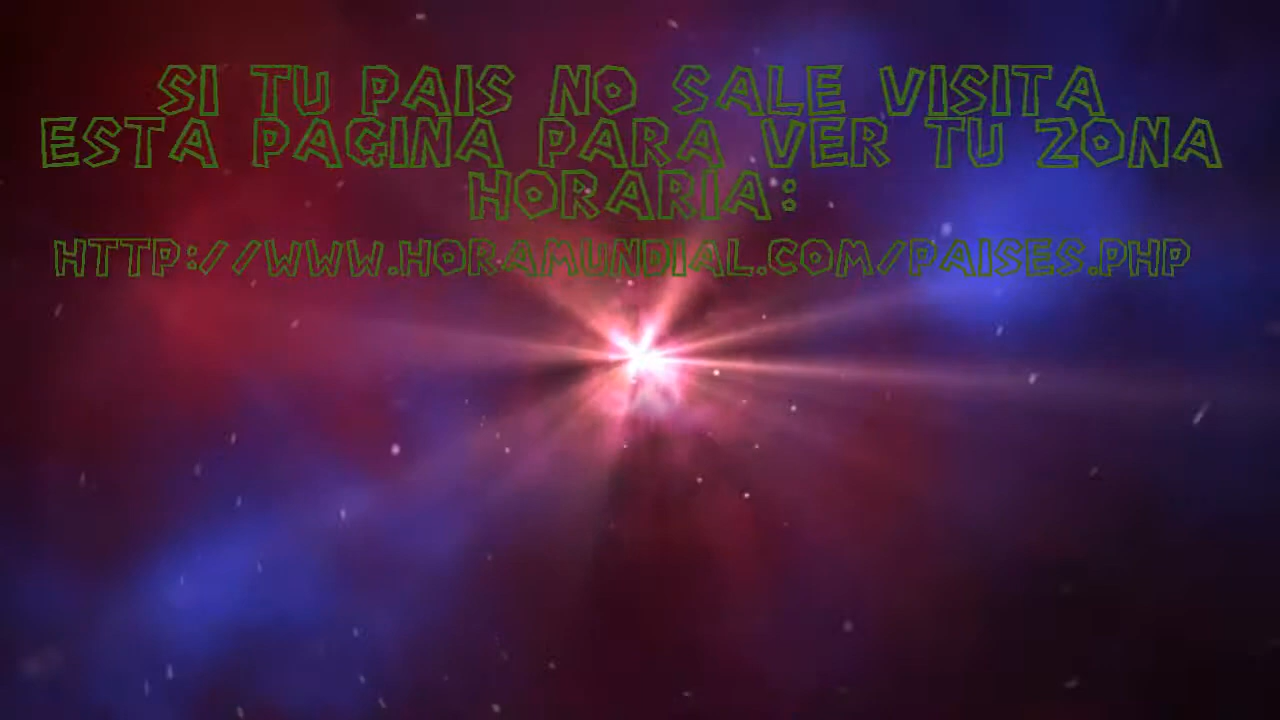 SI TU PAIS NO SALE VISITA
ESTA PAGINA PARA VER TU ZONA
HORARIA:
HTTP://WWW.HORAMUNDIAL.COM/PAISES.PHP